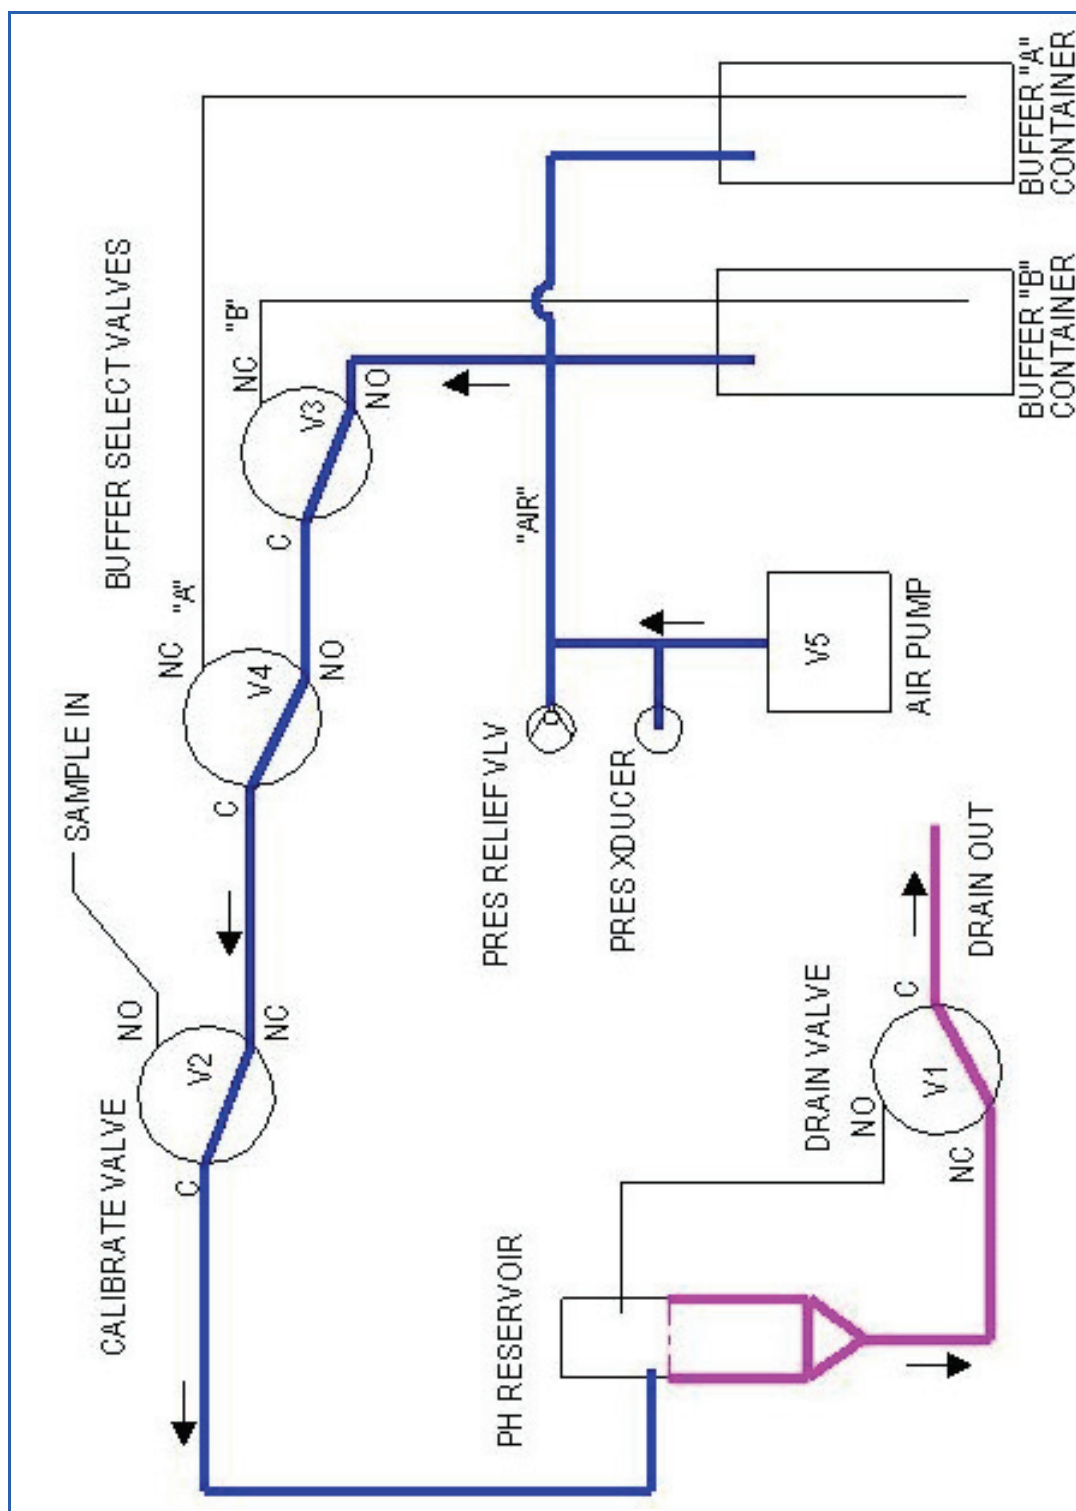 BUFFER SELECT VALVES
CALIBRATE VALVE
SAMPLE IN
NO
V2
C
NC
NC
"A"
V4
C
NO
NC
"B"
V3
C
NO
"AIR"
PRES RELIEF VLV
PRES XDUCER
V5
AIR PUMP
BUFFER "A"
CONTAINER
BUFFER "B"
CONTAINER
PH RESERVOIR
DRAIN VALVE
NO
V1
C
NC
DRAIN OUT